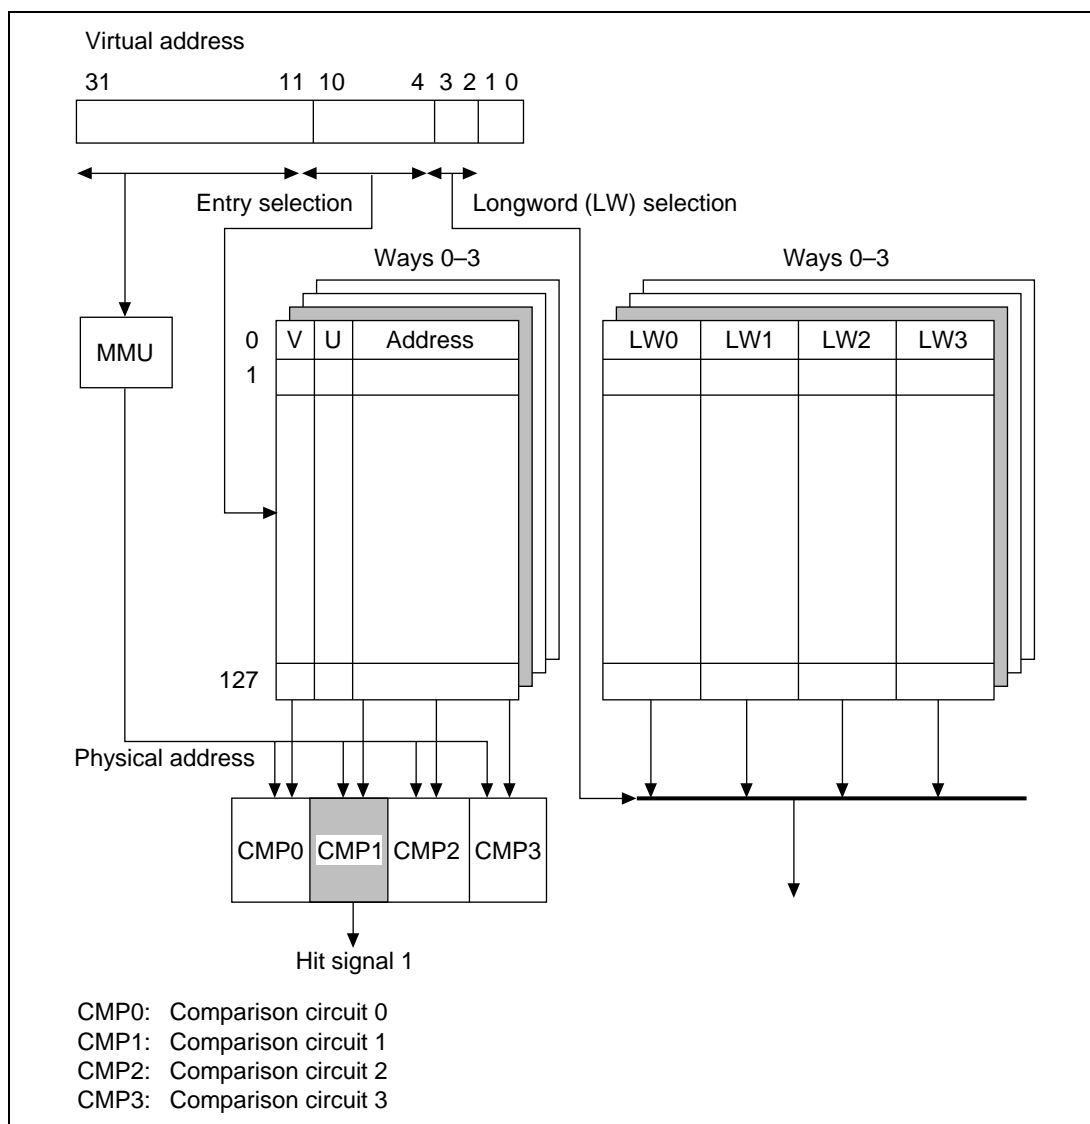 Virtual address
31 11 10 4 3 2 1 0
Entry selection Longword (LW) selection
Ways 0–3 Ways 0–3
MMU
0 V U Address LW0 LW1 LW2 LW3
1
127
Physical address
CMP0 CMP1 CMP2 CMP3
Hit signal 1
CMP0: Comparison circuit 0
CMP1: Comparison circuit 1
CMP2: Comparison circuit 2
CMP3: Comparison circuit 3